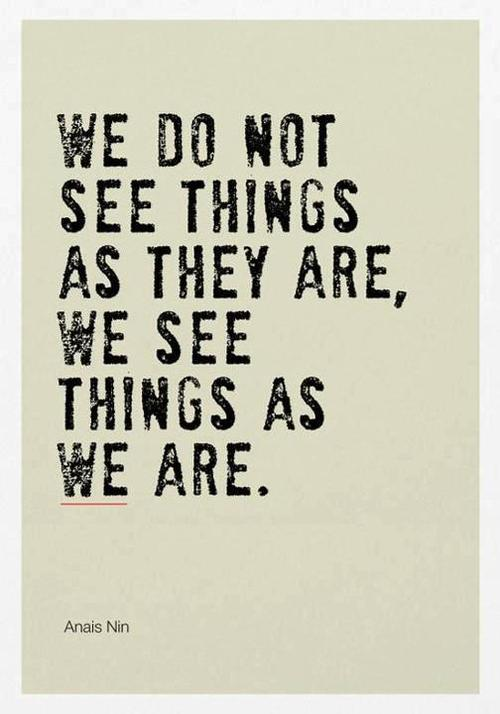 WE DO NOT
SEE THINGS
AS THEY ARE,
WE SEE
THINGS AS
WE ARE.
Anais Nin